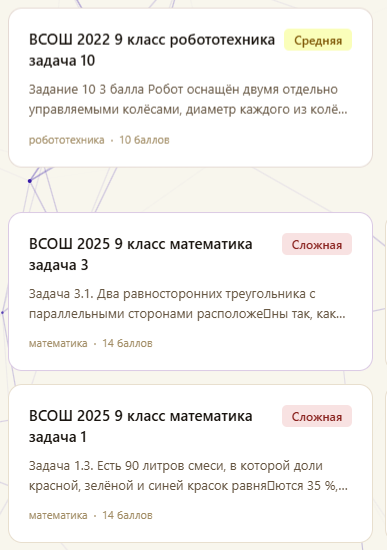 ВСОШ 2022 9 класс робототехника
задача 10
Средняя
Задание 10 3 балла Робот оснащён двумя отдельно
управляемыми колёсами, диаметр каждого из колё...
робототехника · 10 баллов
ВСОШ 2025 9 класс математика
задача 3
Сложная
Задача 3.1. Два равносторонних треугольника с
параллельными сторонами расположе▯ны так, как...
математика · 14 баллов
ВСОШ 2025 9 класс математика
задача 1
Сложная
Задача 1.3. Есть 90 литров смеси, в которой доли
красной, зелёной и синей красок равня▯ются 35 %,...
математика · 14 баллов